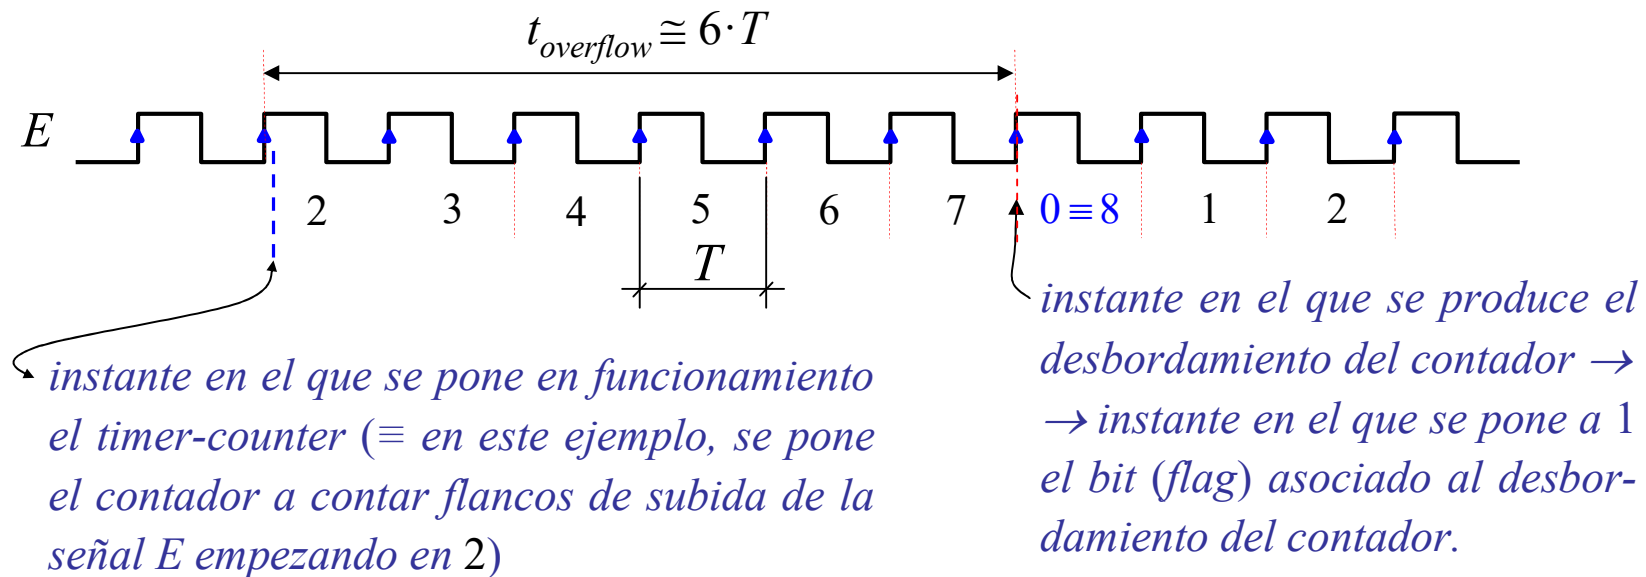 t_overflow ≅ 6·T
E
2 3 4 5 6 7 0 ≡ 8 1 2
T
instante en el que se pone en funcionamiento
el timer-counter (≡ en este ejemplo, se pone
el contador a contar flancos de subida de la
señal E empezando en 2)
instante en el que se produce el
desbordamiento del contador →
→ instante en el que se pone a 1
el bit (flag) asociado al desbor-
damiento del contador.